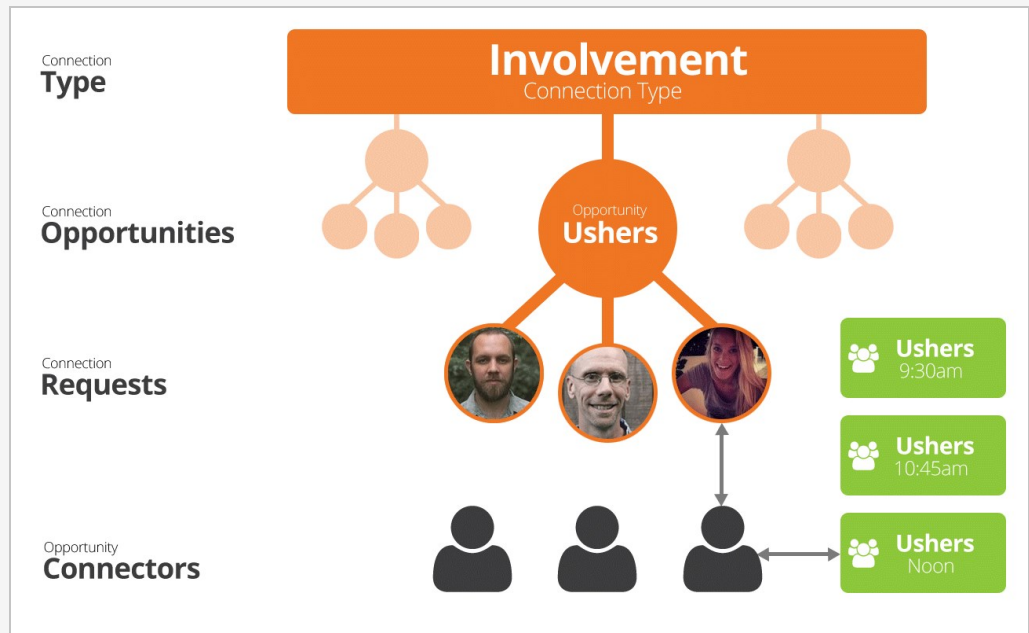 Connection
Type
Involvement
Connection Type
Connection
Opportunities
Opportunity
Ushers
Connection
Requests
Ushers
9:30am
Ushers
10:45am
Opportunity
Connectors
Ushers
Noon